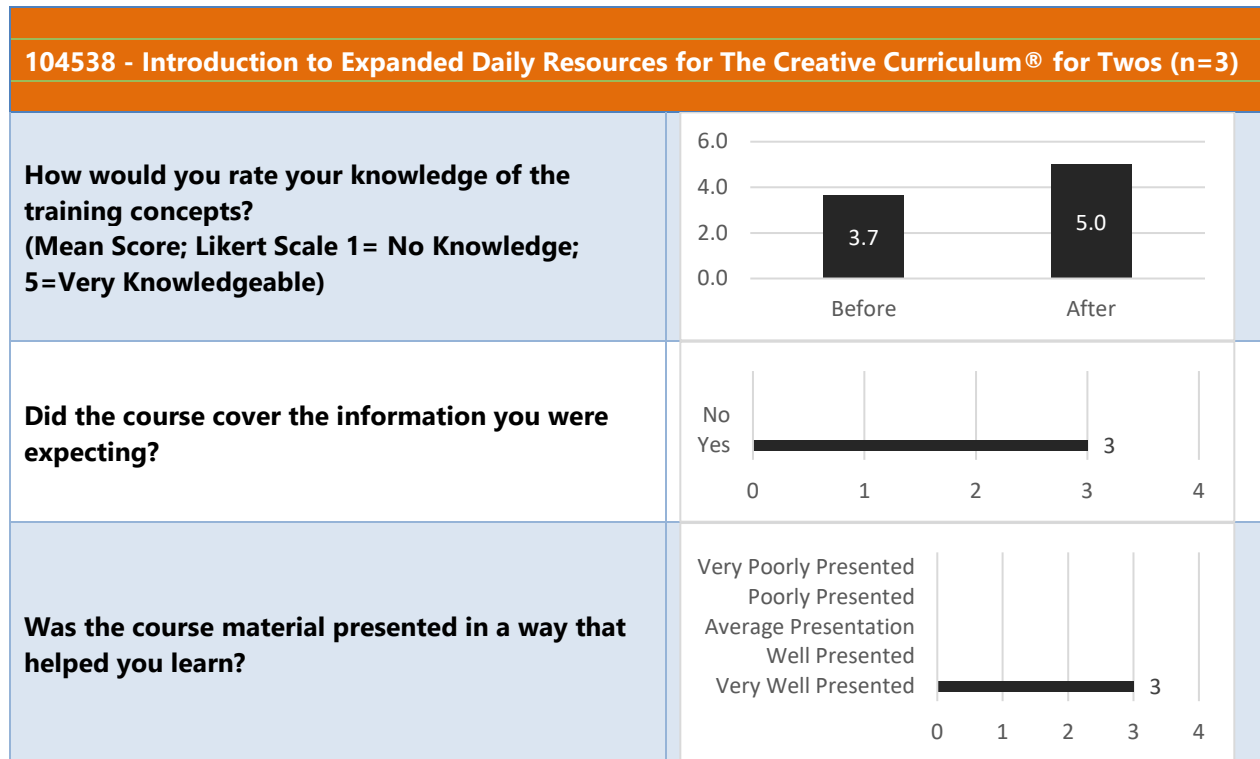 104538 - Introduction to Expanded Daily Resources for The Creative Curriculum® for Twos (n=3)
How would you rate your knowledge of the
training concepts?
(Mean Score; Likert Scale 1= No Knowledge;
5=Very Knowledgeable)
6.0
4.0
2.0
0.0
3.7
5.0
Before After
Did the course cover the information you were
expecting?
No
Yes
3
0 1 2 3 4
Was the course material presented in a way that
helped you learn?
Very Poorly Presented
Poorly Presented
Average Presentation
Well Presented
Very Well Presented
3
0 1 2 3 4